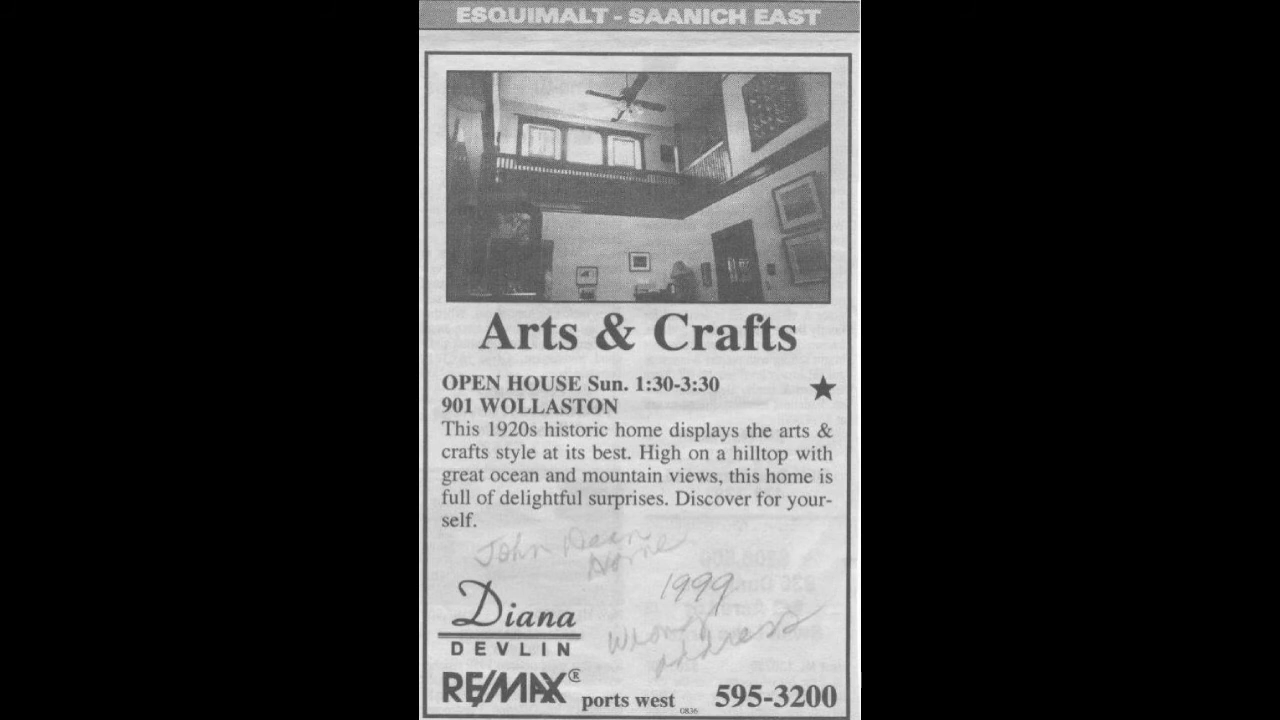 ESQUIMALT - SAANICH EAST
Arts & Crafts
OPEN HOUSE Sun. 1:30-3:30
901 WOLLASTON
This 1920s historic home displays the arts &
crafts style at its best. High on a hilltop with
great ocean and mountain views, this home is
full of delightful surprises. Discover for your-
self.
John Dean
Home
1999
Wrong
address
Diana
DEVLIN
RE/MAX®
ports west
0836
595-3200